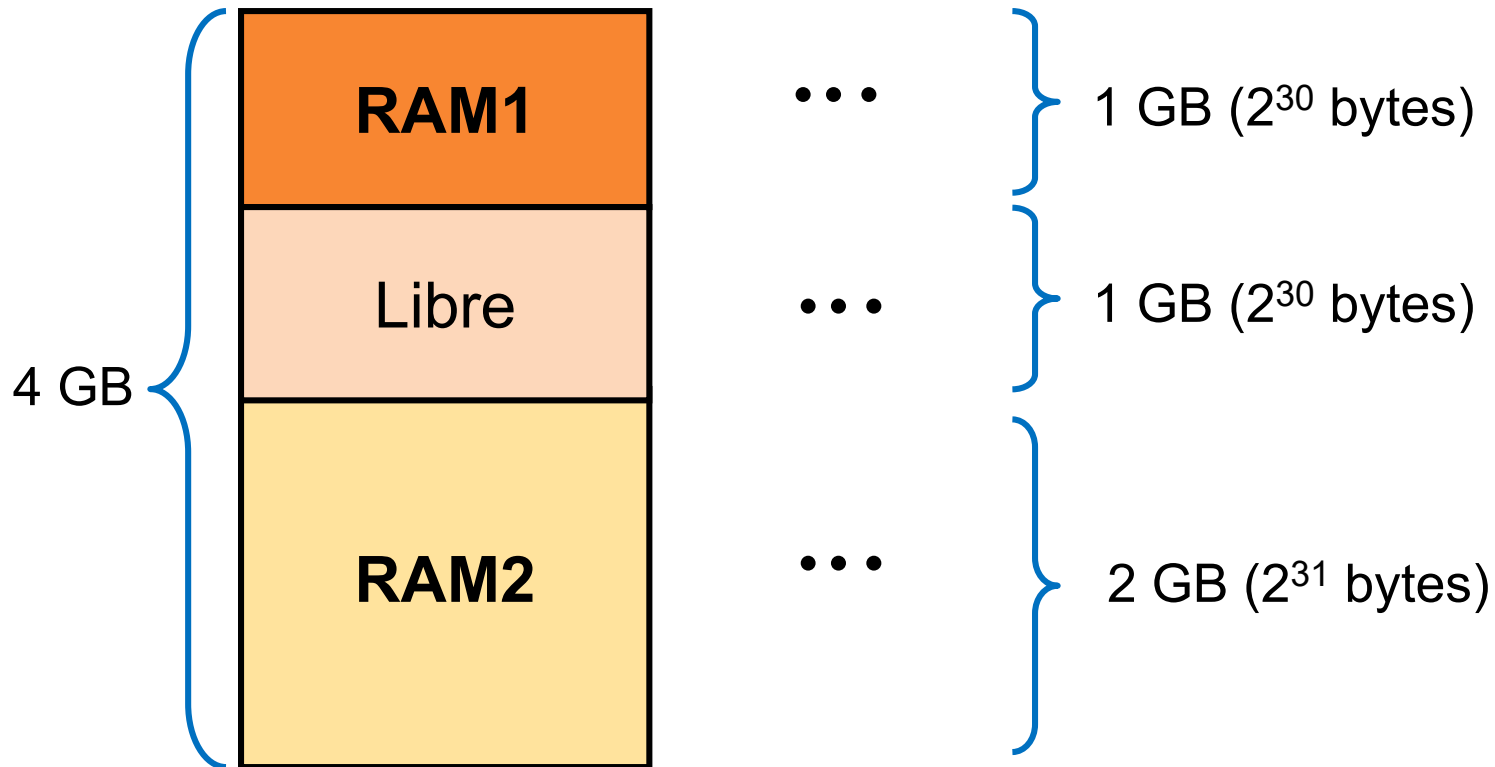 RAM1
...
1 GB (2³⁰ bytes)
Libre
...
1 GB (2³⁰ bytes)
4 GB
RAM2
...
2 GB (2³¹ bytes)